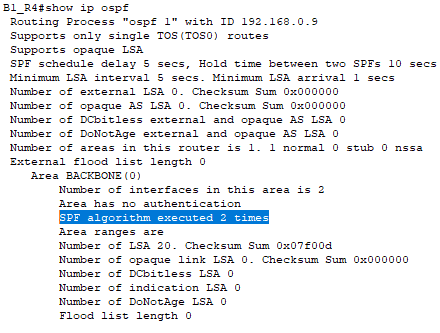 B1_R4#show ip ospf
Routing Process "ospf 1" with ID 192.168.0.9
Supports only single TOS(TOS0) routes
Supports opaque LSA
SPF schedule delay 5 secs, Hold time between two SPFs 10 secs
Minimum LSA interval 5 secs. Minimum LSA arrival 1 secs
Number of external LSA 0. Checksum Sum 0x000000
Number of opaque AS LSA 0. Checksum Sum 0x000000
Number of DCbitless external and opaque AS LSA 0
Number of DoNotAge external and opaque AS LSA 0
Number of areas in this router is 1. 1 normal 0 stub 0 nssa
External flood list length 0
Area BACKBONE(0)
Number of interfaces in this area is 2
Area has no authentication
SPF algorithm executed 2 times
Area ranges are
Number of LSA 20. Checksum Sum 0x07f00d
Number of opaque link LSA 0. Checksum Sum 0x000000
Number of DCbitless LSA 0
Number of indication LSA 0
Number of DoNotAge LSA 0
Flood list length 0